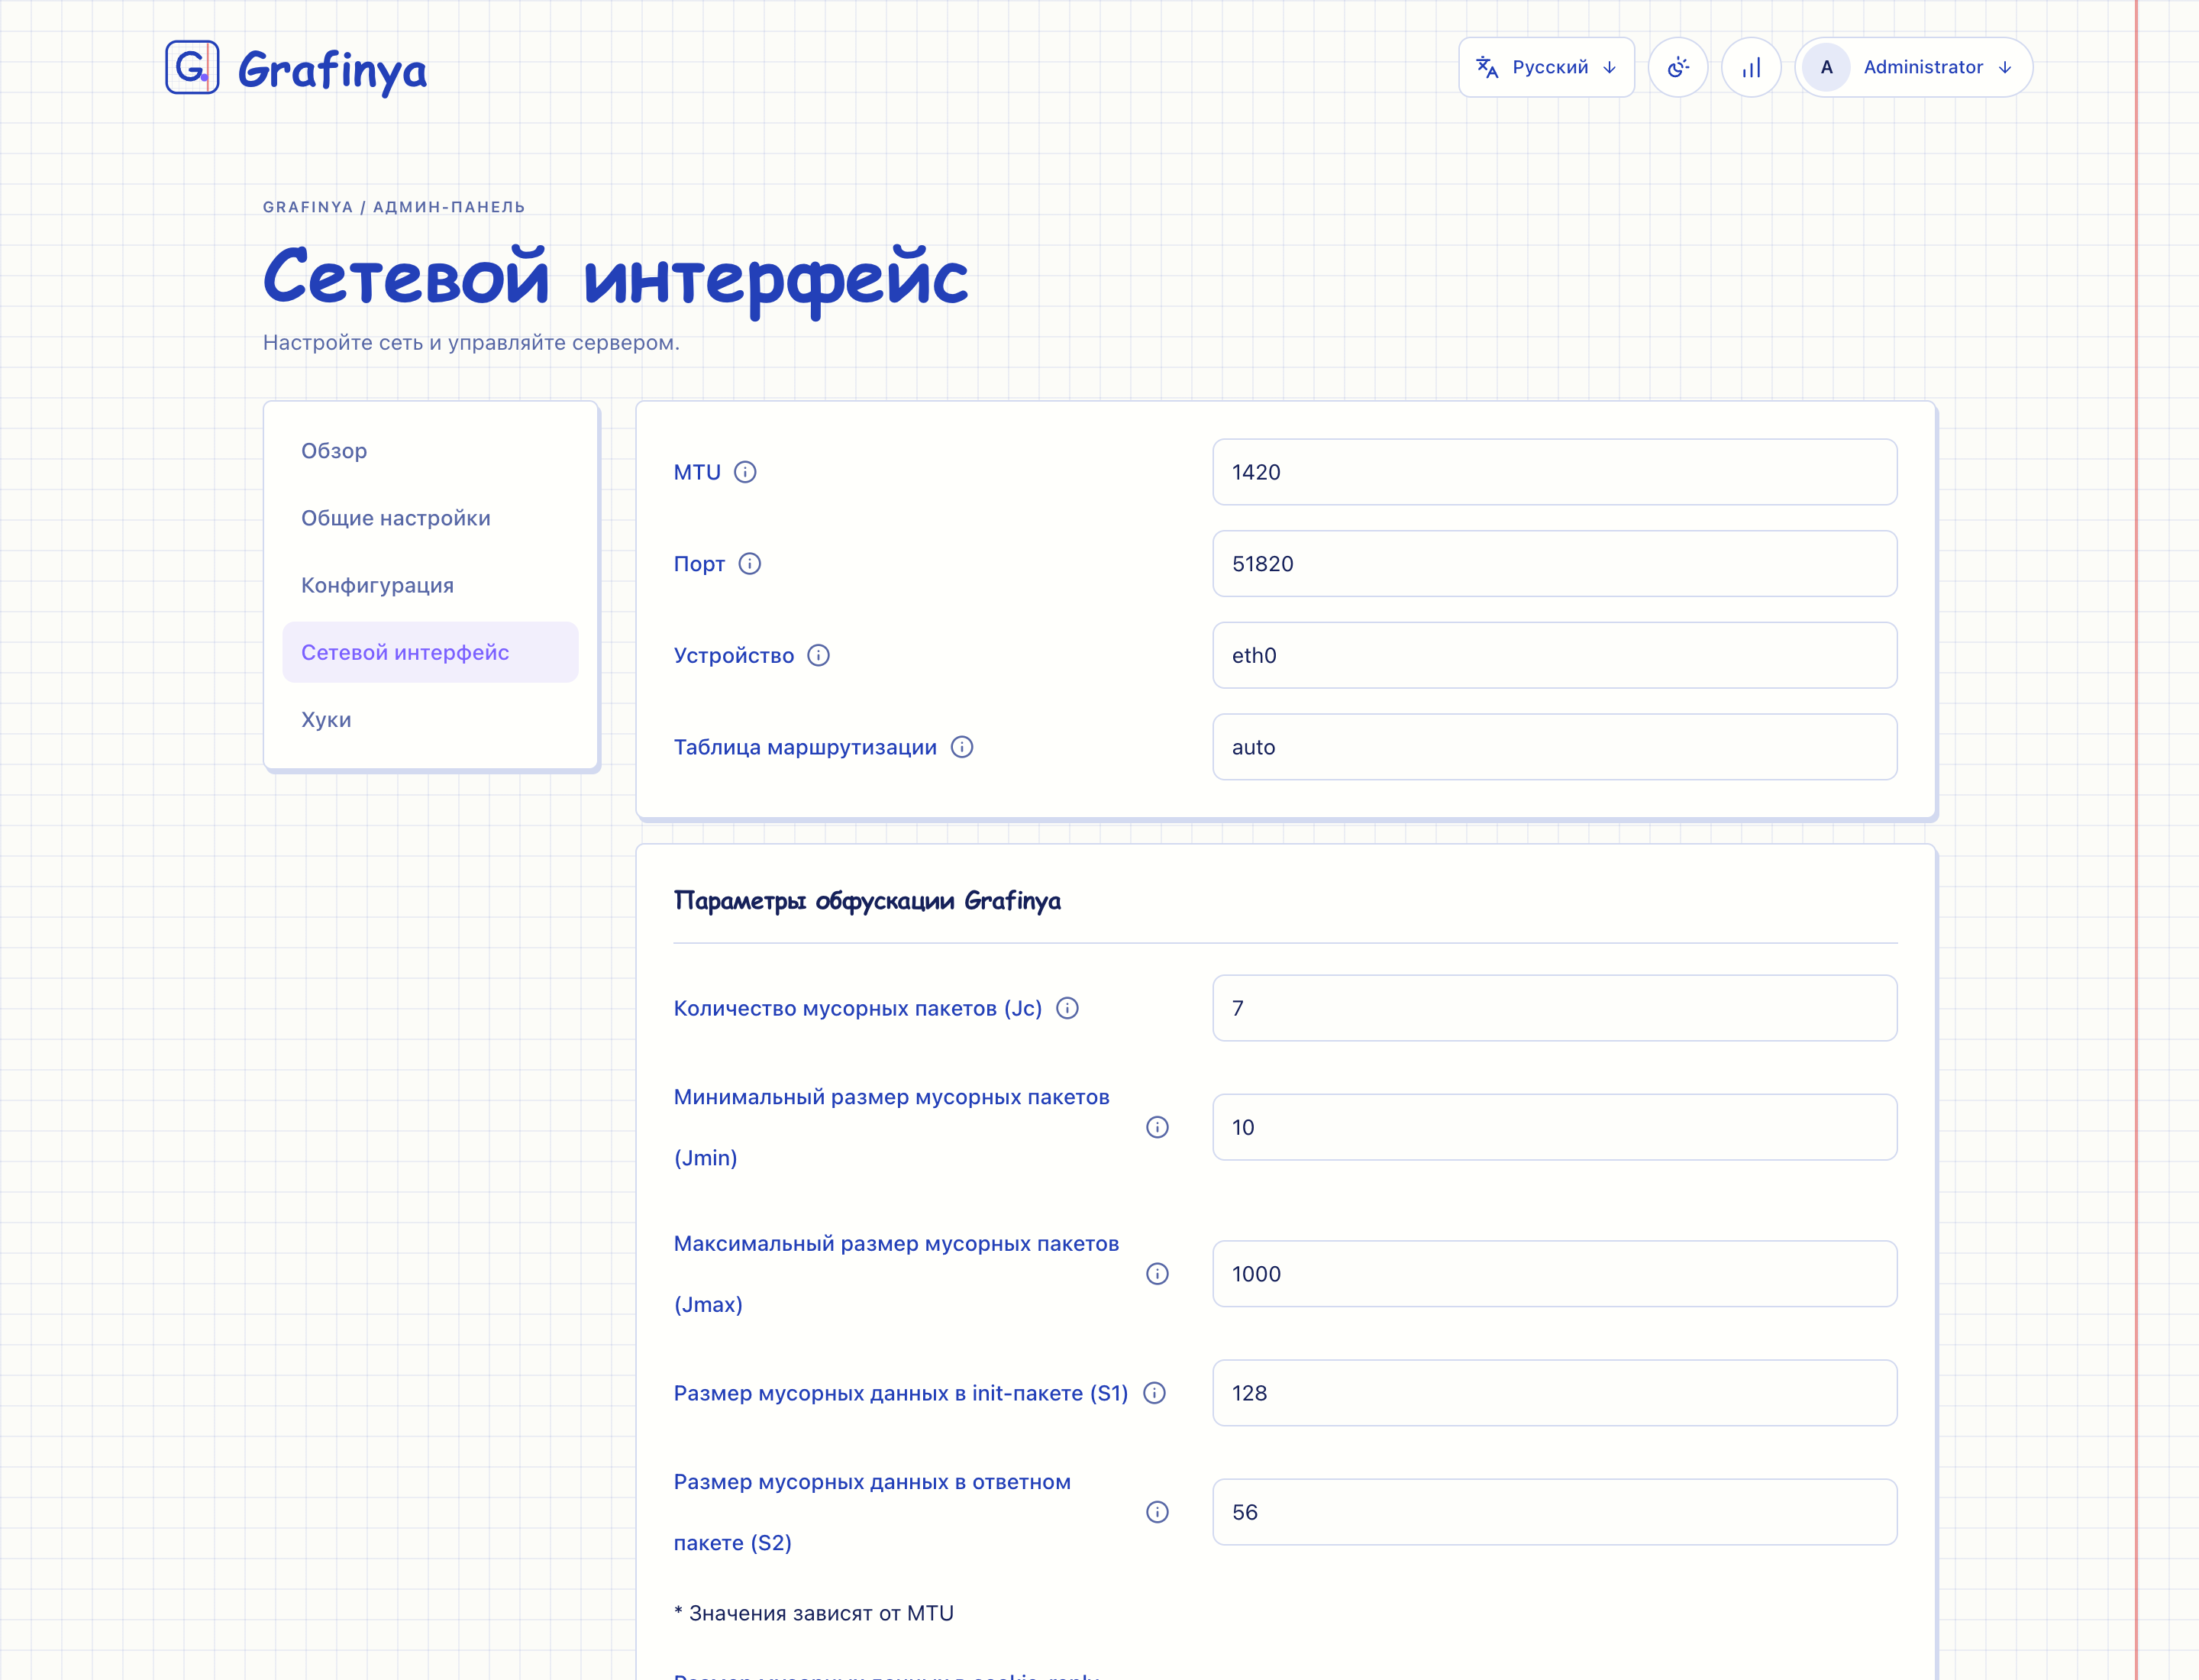 G
Grafinya
Русский
A
Administrator
GRAFINYA / АДМИН-ПАНЕЛЬ
Сетевой интерфейс
Настройте сеть и управляйте сервером.
Обзор
Общие настройки
Конфигурация
Сетевой интерфейс
Хуки
MTU
1420
Порт
51820
Устройство
eth0
Таблица маршрутизации
auto
Параметры обфускации Grafinya
Количество мусорных пакетов (Jc)
7
Минимальный размер мусорных пакетов
(Jmin)
10
Максимальный размер мусорных пакетов
(Jmax)
1000
Размер мусорных данных в init-пакете (S1)
128
Размер мусорных данных в ответном
пакете (S2)
56
* Значения зависят от MTU